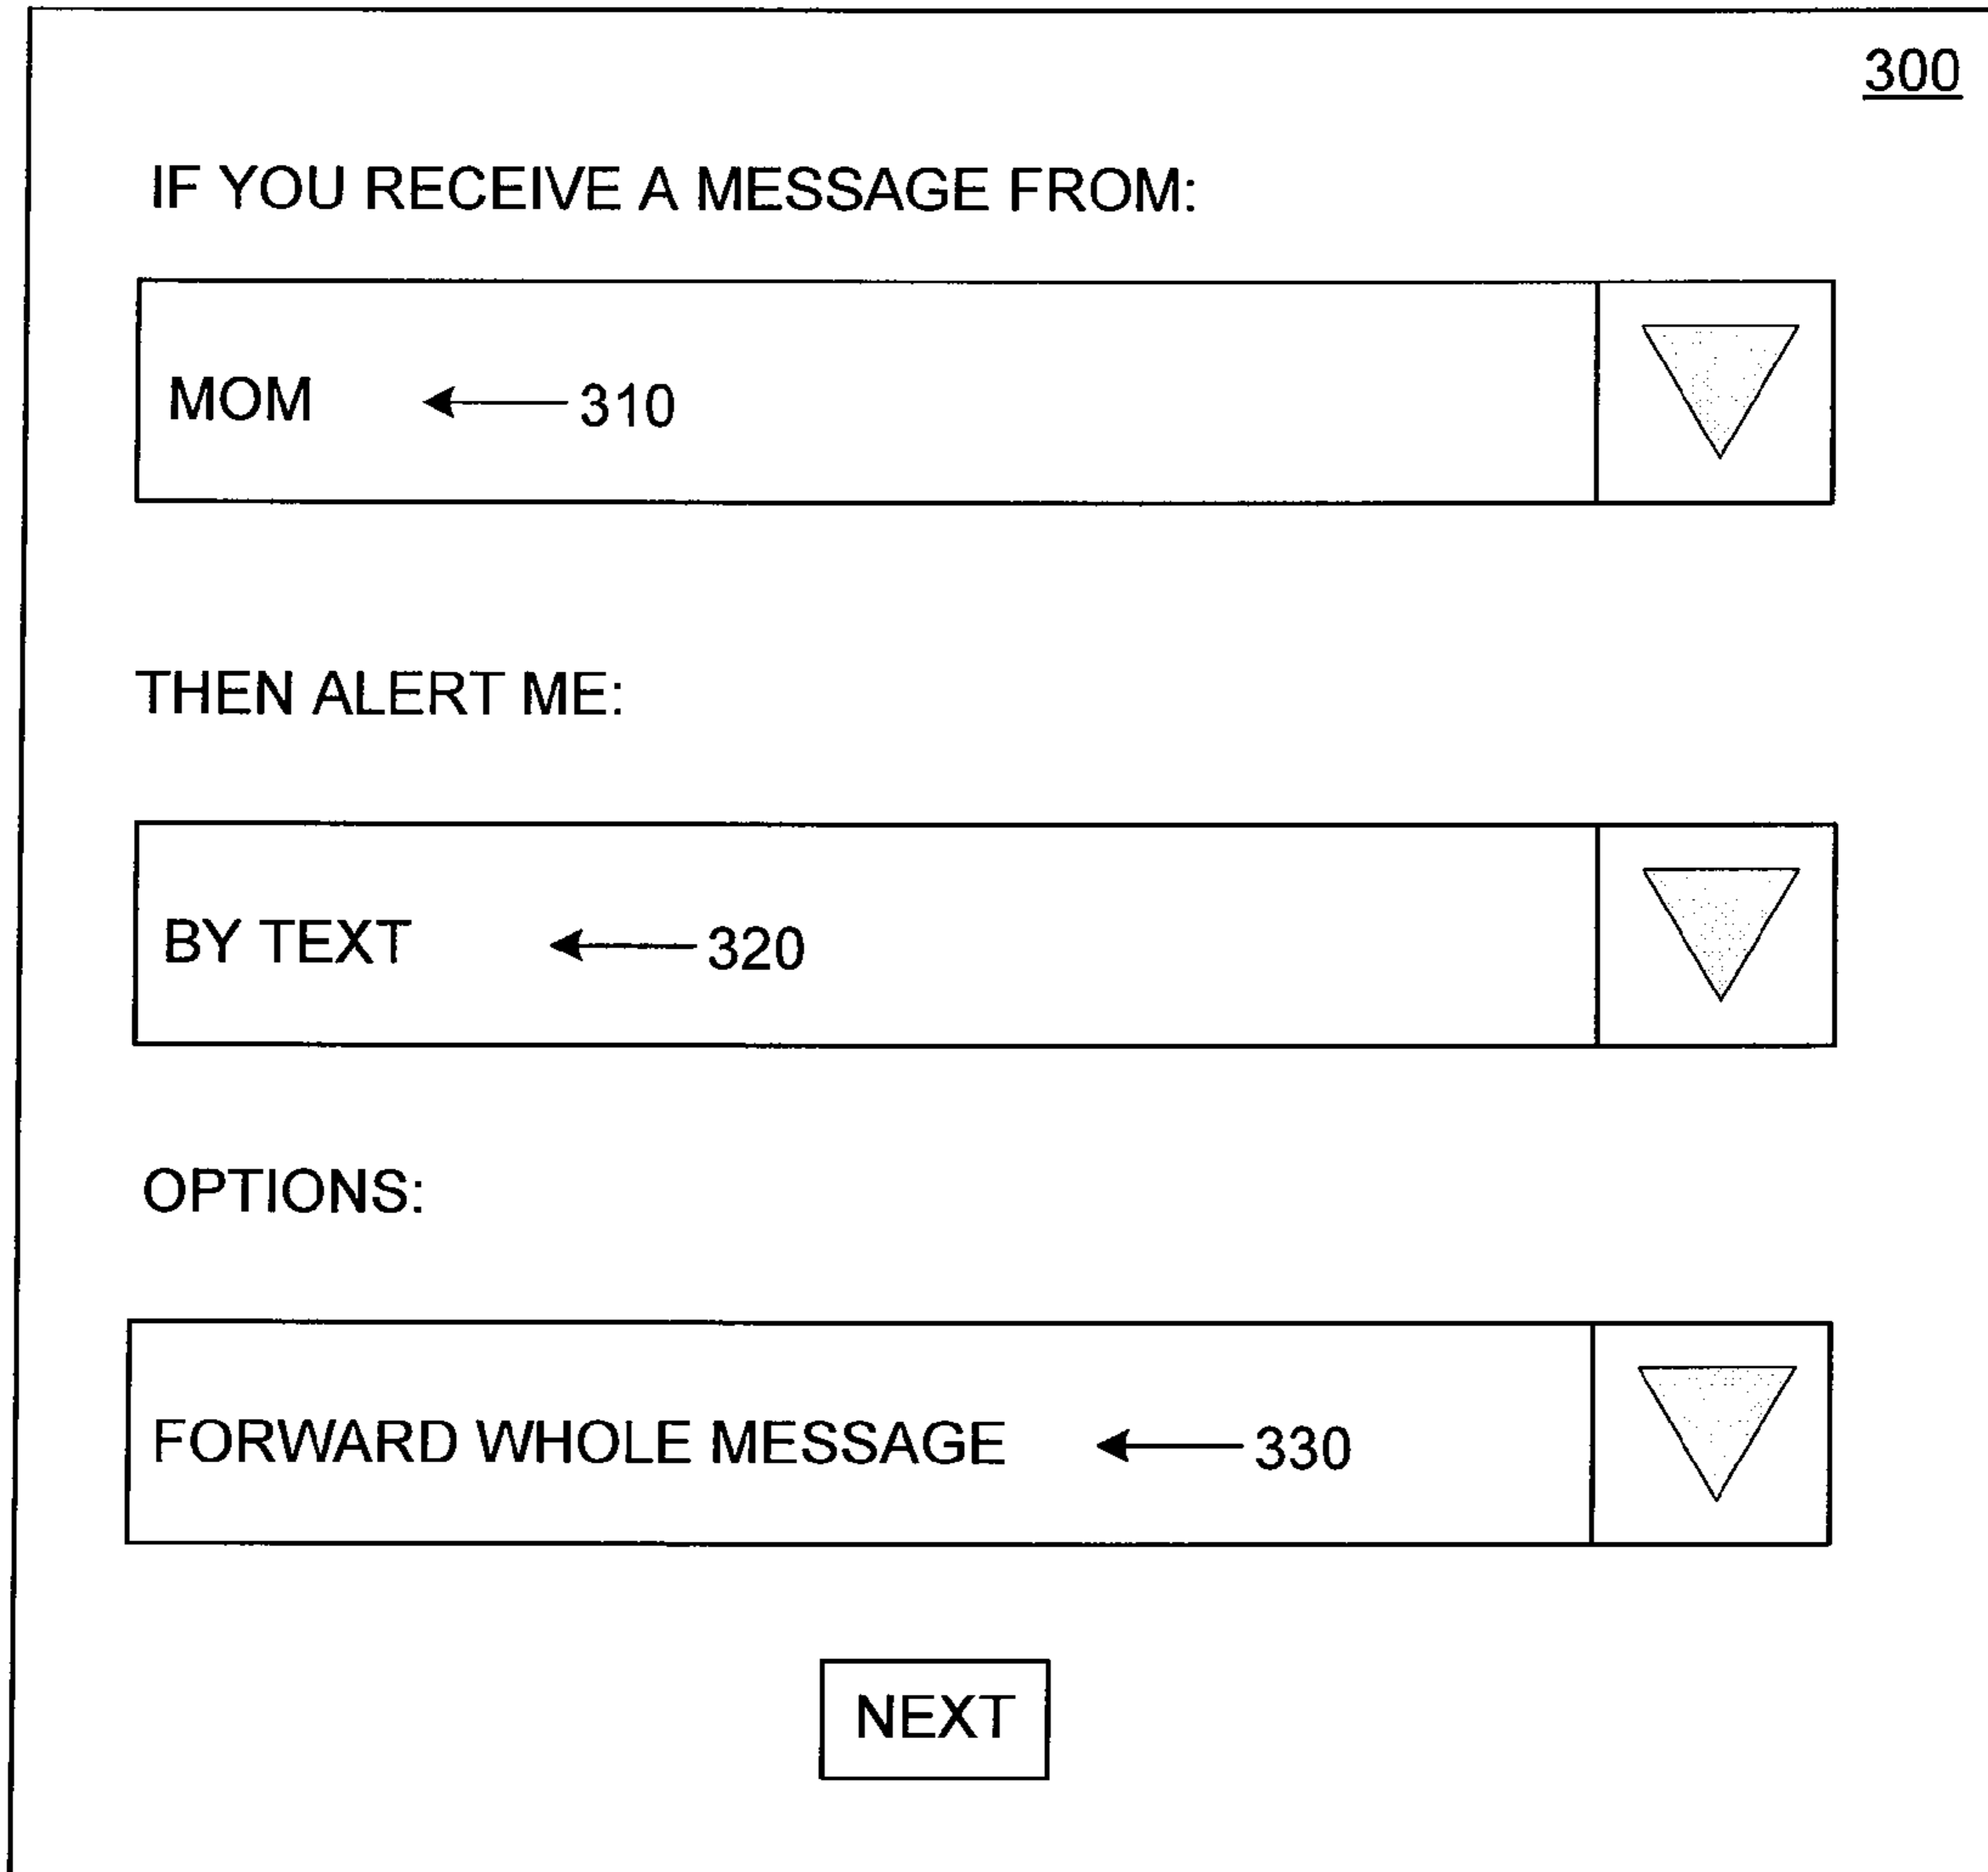 300
IF YOU RECEIVE A MESSAGE FROM:
MOM 310
THEN ALERT ME:
BY TEXT 320
OPTIONS:
FORWARD WHOLE MESSAGE 330
NEXT